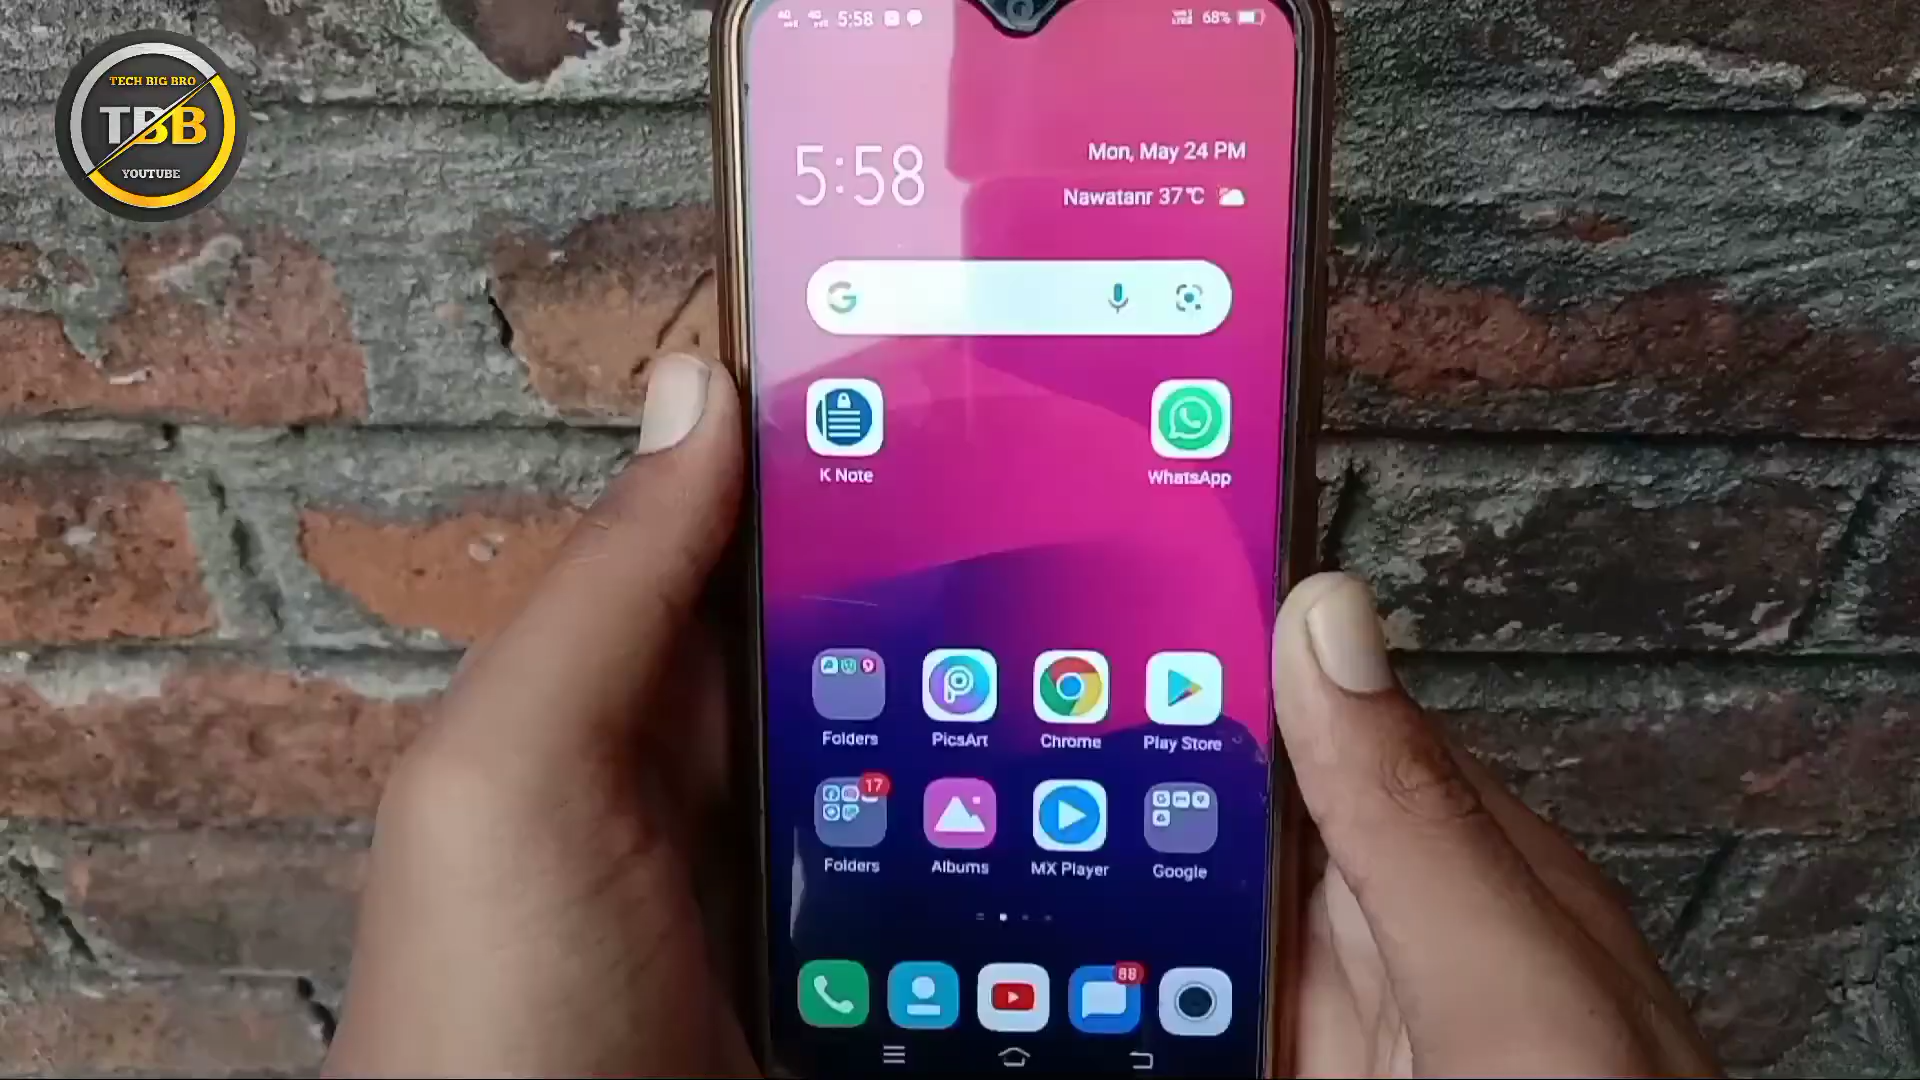 TECH BIG BRO
TBB
YOUTUBE
5:58
68%
5:58
Mon, May 24 PM
Nawatanr 37℃
K Note
WhatsApp
Folders
PicsArt
Chrome
Play Store
17
Folders
Albums
MX Player
Google
88